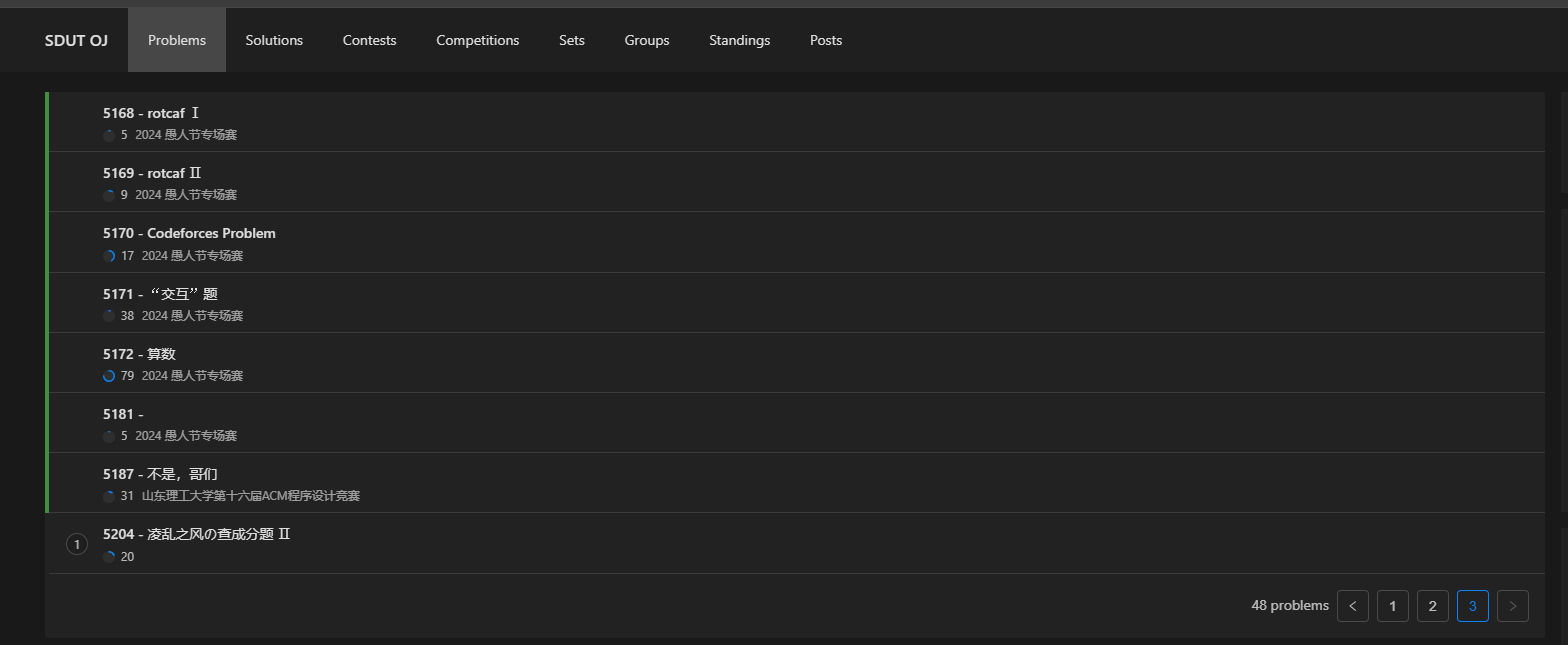 SDUT OJ Problems Solutions Contests Competitions Sets Groups Standings Posts
5168 - rotcaf Ⅰ
5 2024 愚人节专场赛
5169 - rotcaf Ⅱ
9 2024 愚人节专场赛
5170 - Codeforces Problem
17 2024 愚人节专场赛
5171 - “交互”题
38 2024 愚人节专场赛
5172 - 算数
79 2024 愚人节专场赛
5181 -
5 2024 愚人节专场赛
5187 - 不是，哥们
31 山东理工大学第十六届ACM程序设计竞赛
1 5204 - 凌乱之风の查成分题 Ⅱ
20
48 problems < 1 2 3 >